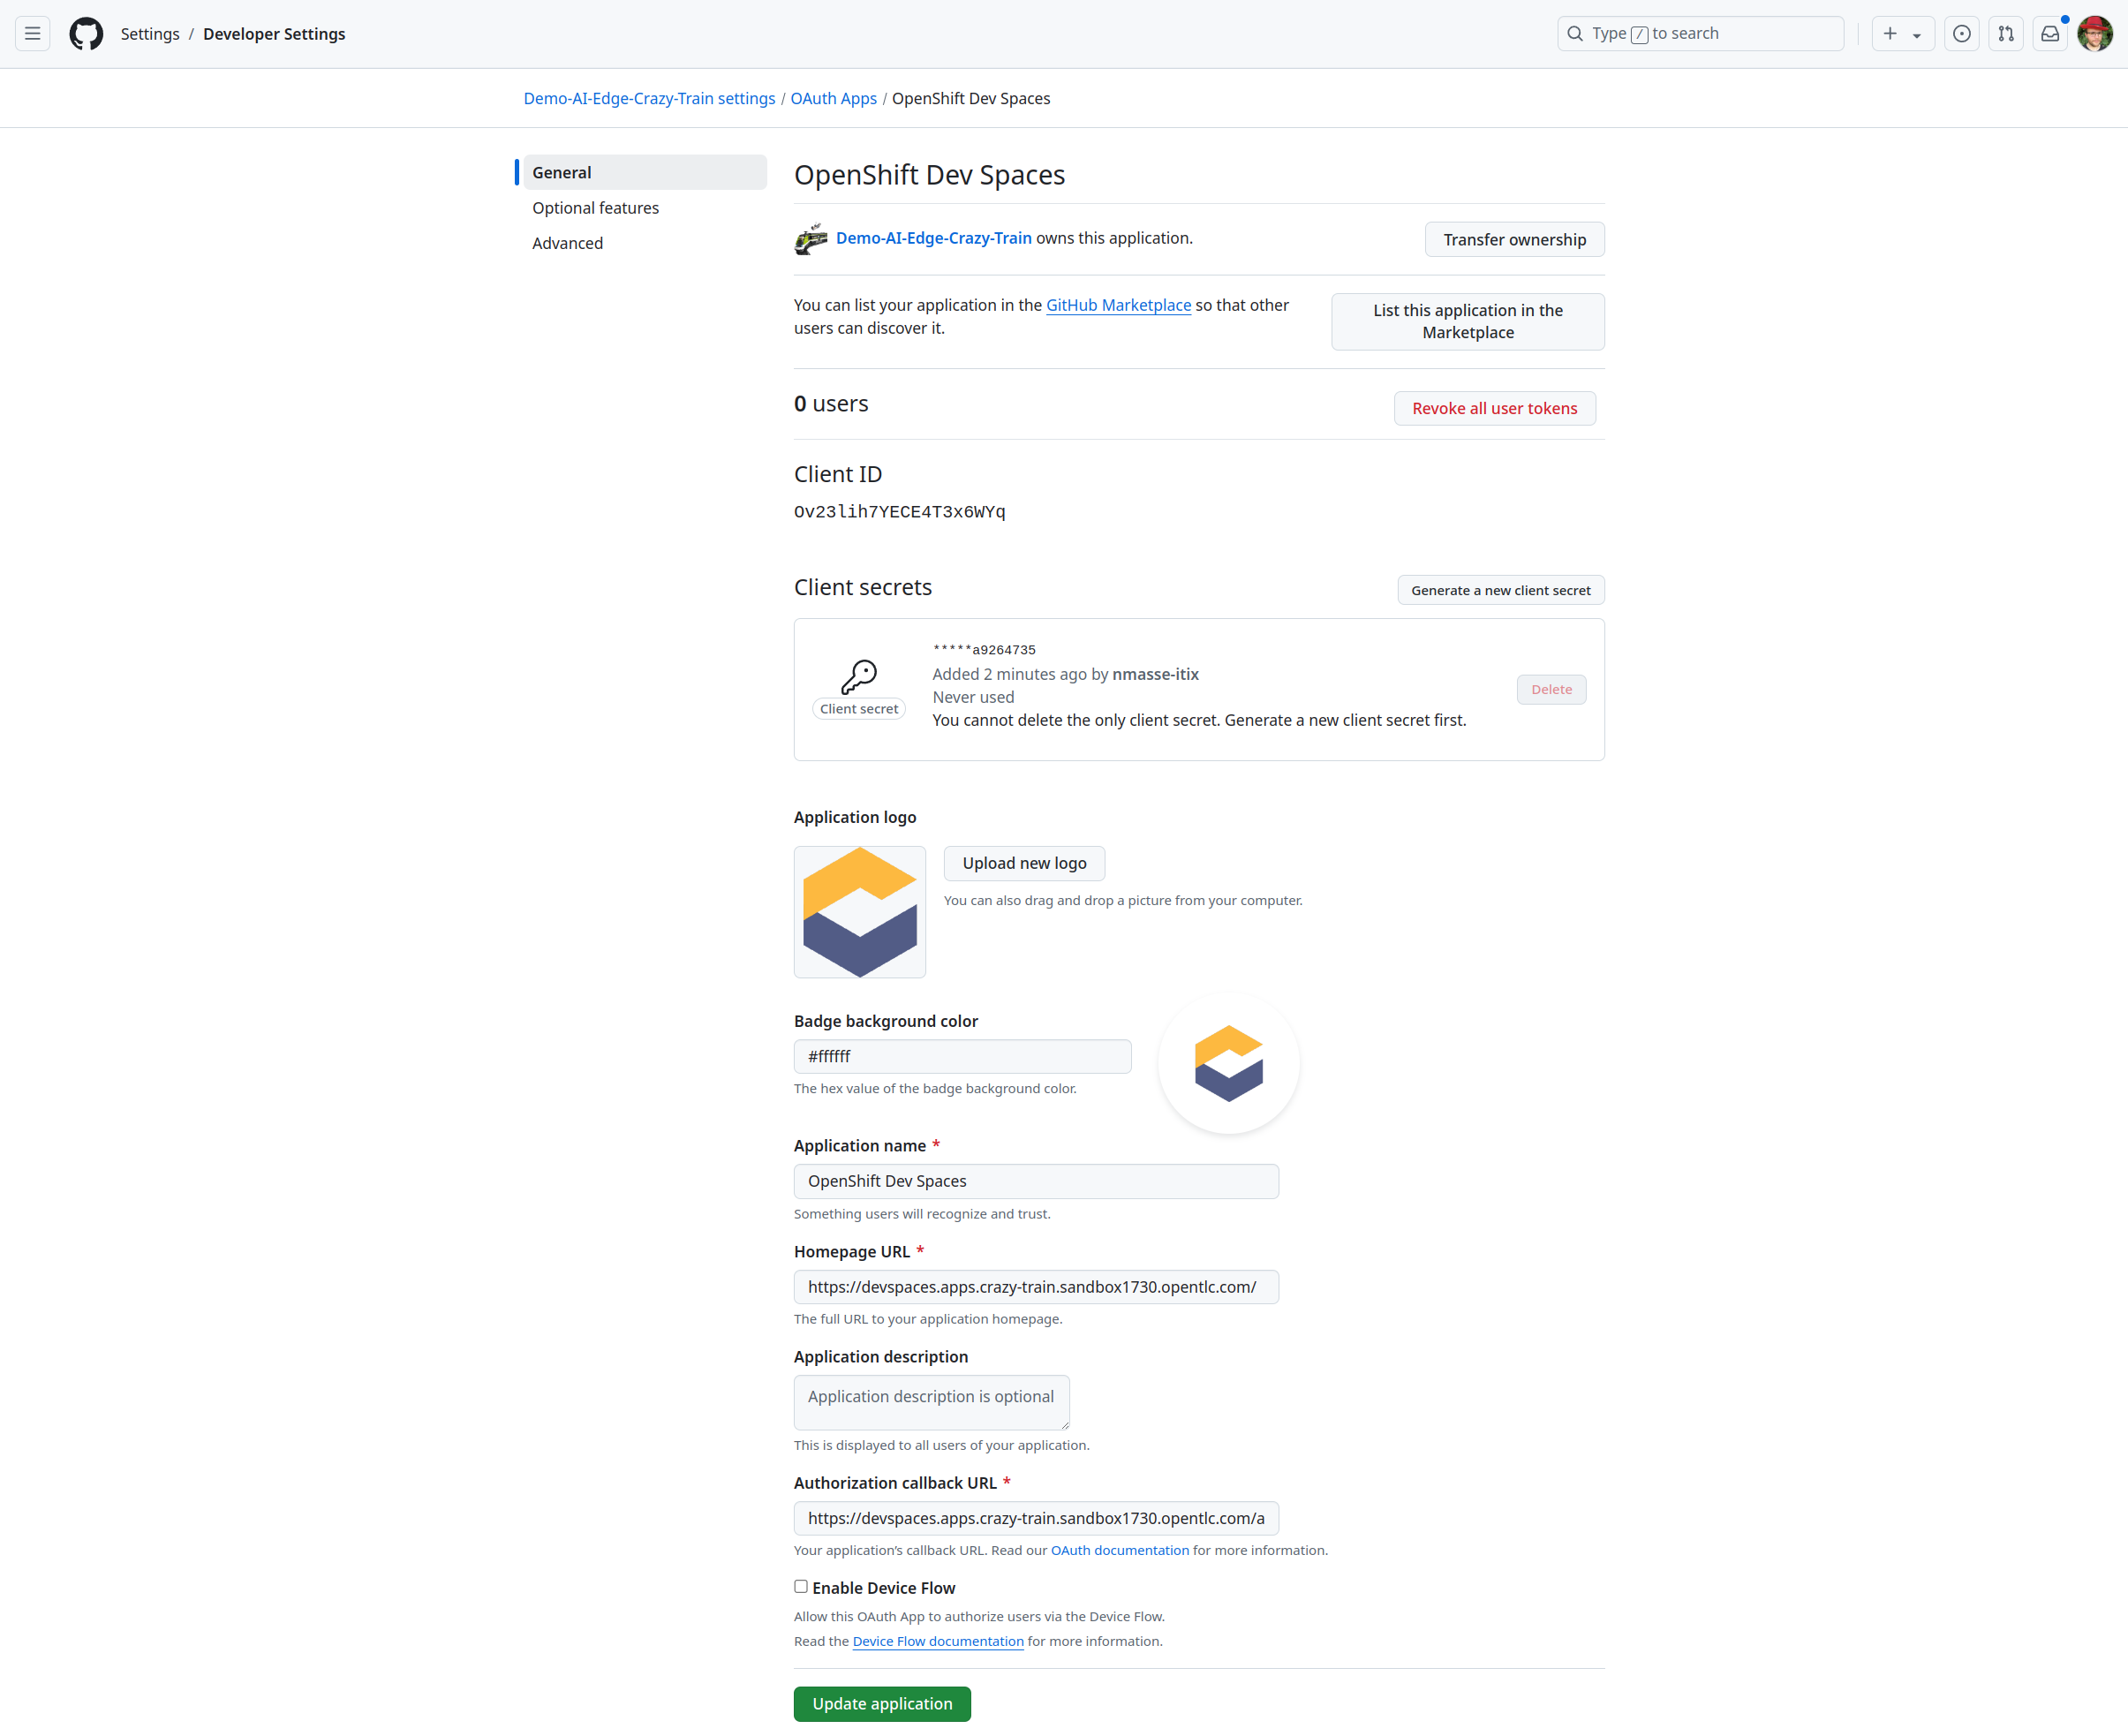 Settings / Developer Settings
Type / to search
Demo-AI-Edge-Crazy-Train settings / OAuth Apps / OpenShift Dev Spaces
General
Optional features
Advanced
OpenShift Dev Spaces
Demo-AI-Edge-Crazy-Train owns this application.
Transfer ownership
You can list your application in the GitHub Marketplace so that other
users can discover it.
List this application in the
Marketplace
0 users
Revoke all user tokens
Client ID
Ov23lih7YECE4T3x6WYq
Client secrets
Generate a new client secret
*****a9264735
Added 2 minutes ago by nmasse-itix
Never used
You cannot delete the only client secret. Generate a new client secret first.
Client secret
Delete
Application logo
Upload new logo
You can also drag and drop a picture from your computer.
Badge background color
#ffffff
The hex value of the badge background color.
Application name *
OpenShift Dev Spaces
Something users will recognize and trust.
Homepage URL *
https://devspaces.apps.crazy-train.sandbox1730.opentlc.com/
The full URL to your application homepage.
Application description
Application description is optional
This is displayed to all users of your application.
Authorization callback URL *
https://devspaces.apps.crazy-train.sandbox1730.opentlc.com/a
Your application's callback URL. Read our OAuth documentation for more information.
Enable Device Flow
Allow this OAuth App to authorize users via the Device Flow.
Read the Device Flow documentation for more information.
Update application